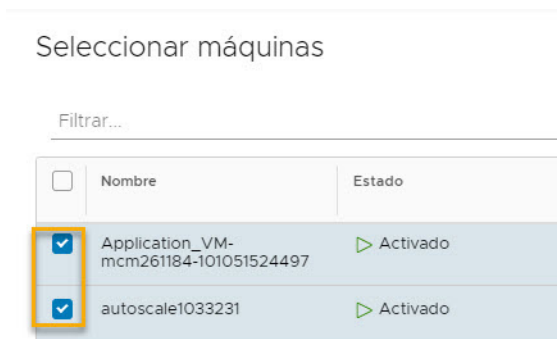 Seleccionar máquinas
Filtrar...
Nombre Estado
Application_VM-
mcm261184-101051524497 Activado
autoscale1033231 Activado